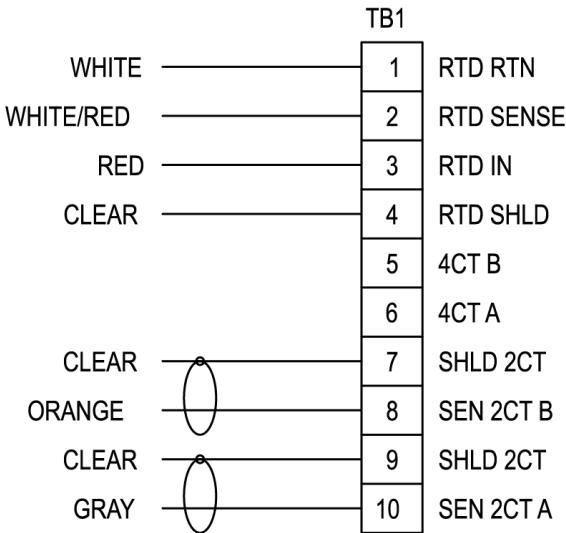 TB1
WHITE 1 RTD RTN
WHITE/RED 2 RTD SENSE
RED 3 RTD IN
CLEAR 4 RTD SHLD
5 4CT B
6 4CT A
CLEAR 7 SHLD 2CT
ORANGE 8 SEN 2CT B
CLEAR 9 SHLD 2CT
GRAY 10 SEN 2CT A